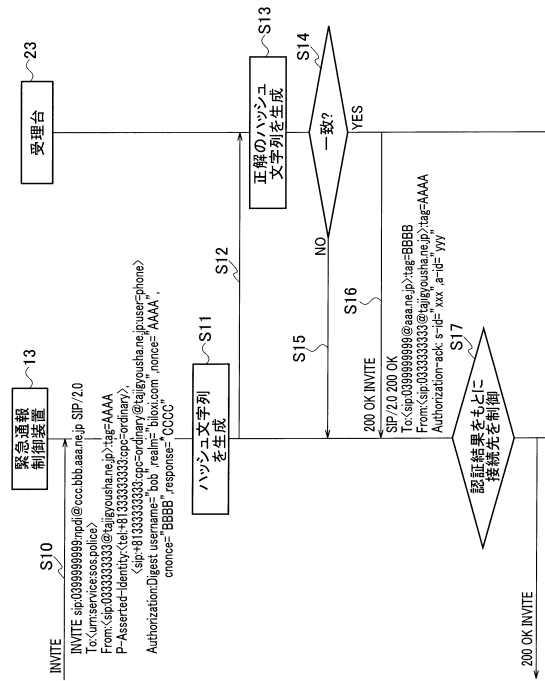 緊急通報
制御装置
13
受理台
23
INVITE
S10
INVITE sip:0399999999:npdi@ccc.bbb.aaa.ne.jp SIP/2.0
To:<urn:service:sos.police>
From:<sip:0333333333@tajigyousha.ne.jp>:tag=AAAA
P-Asserted-Identity:<tel:+81333333333:cpc=ordinary>,
<sip:+81333333333:cpc=ordinary@tajigyousha.ne.jp:user=phone>
Authorization:Digest username="bob",realm="biloxi.com",nonce="AAAA",
cnonce="BBBB",response="CCCC"
S11
ハッシュ文字列
を生成
S12
S13
正解のハッシュ
文字列を生成
S14
一致?
NO
YES
S15
S16
200 OK INVITE
SIP/2.0 200 OK
To:<sip:0399999999@aaa.ne.jp>:tag=BBBB
From:<sip:0333333333@tajigyousha.ne.jp>:tag=AAAA
Authorization-ack: s-id="xxx",a-id="yyy"
S17
認証結果をもとに
接続先を制御
200 OK INVITE